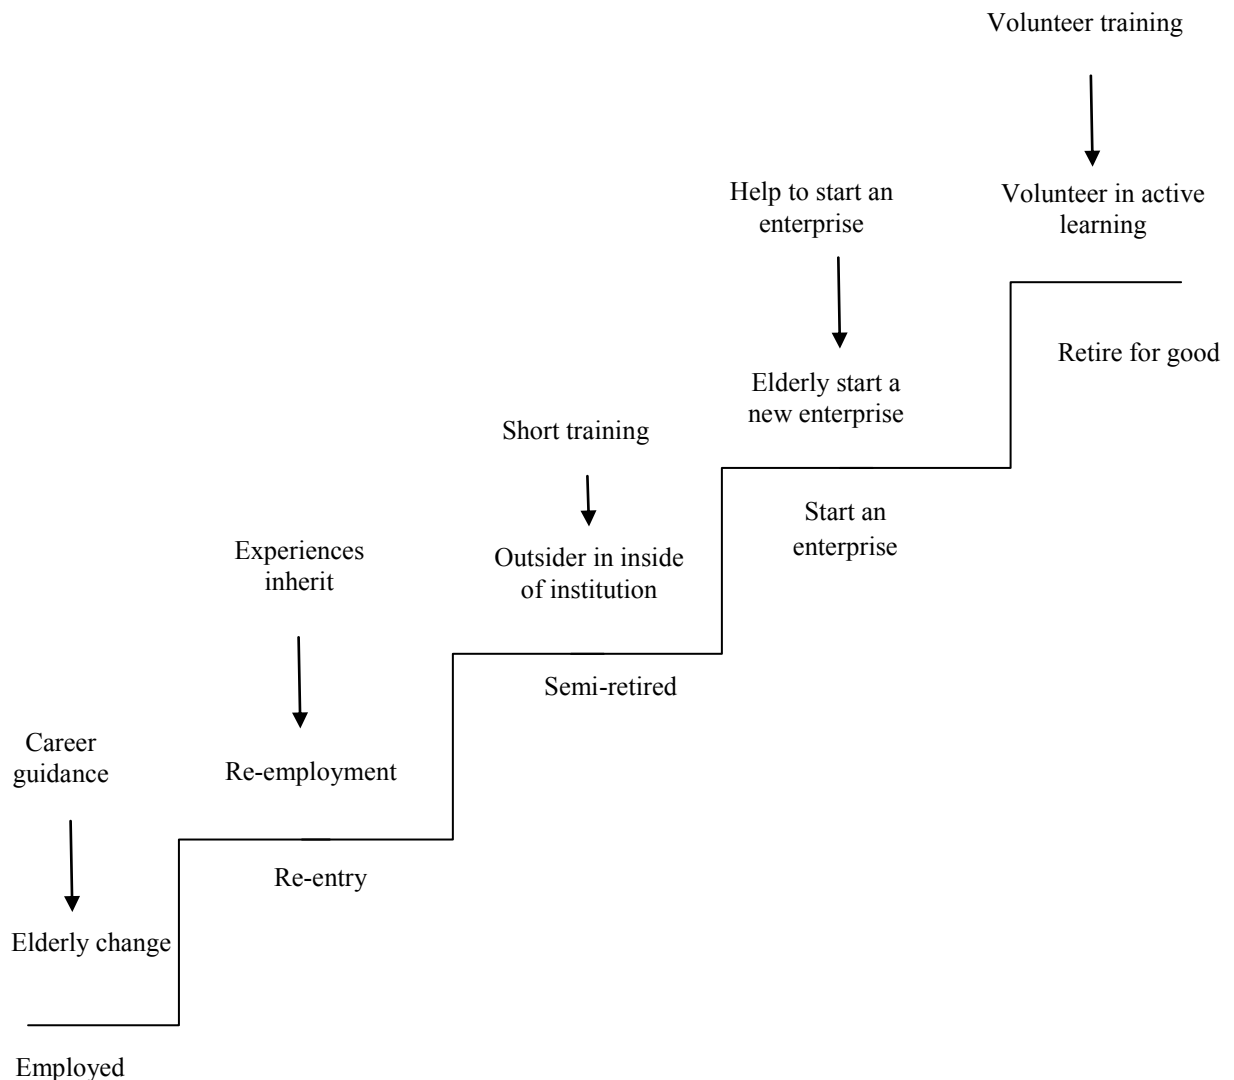 Volunteer training
Help to start an
enterprise
Volunteer in active
learning
Retire for good
Elderly start a
new enterprise
Short training
Start an
enterprise
Experiences
inherit
Outsider in inside
of institution
Semi-retired
Career
guidance
Re-employment
Re-entry
Elderly change
Employed